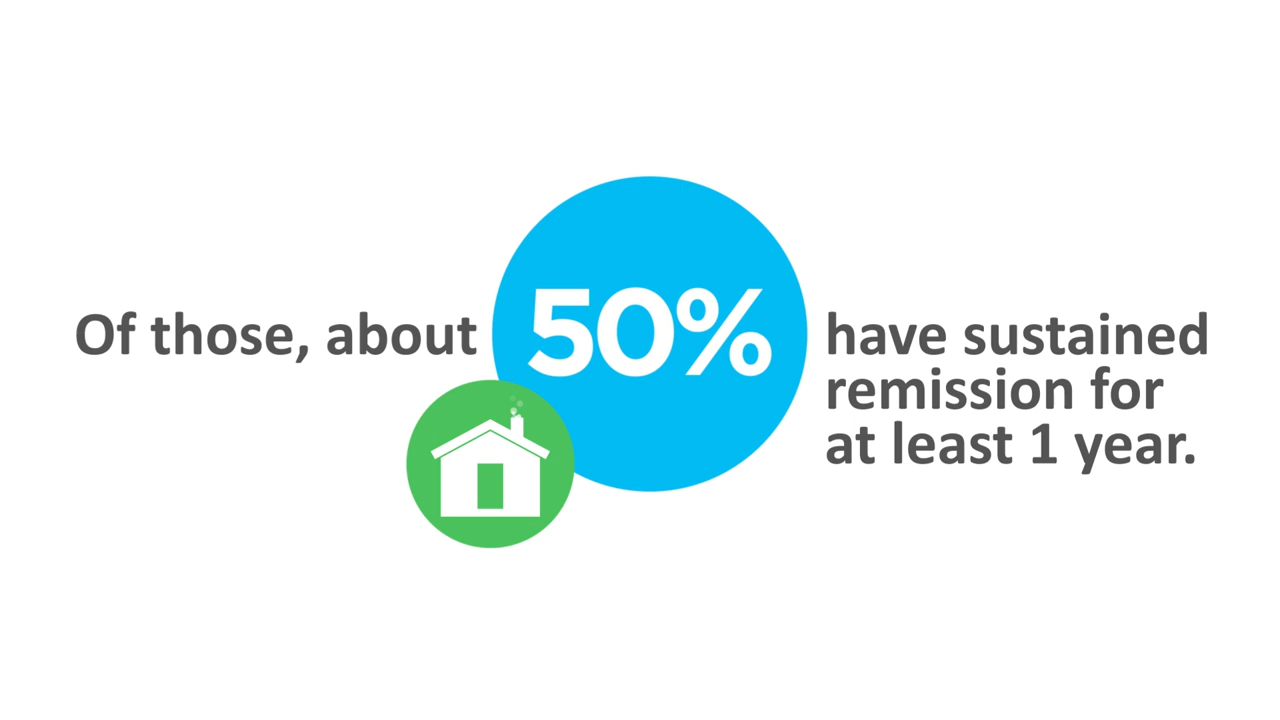 Of those, about 50% have sustained
remission for
at least 1 year.